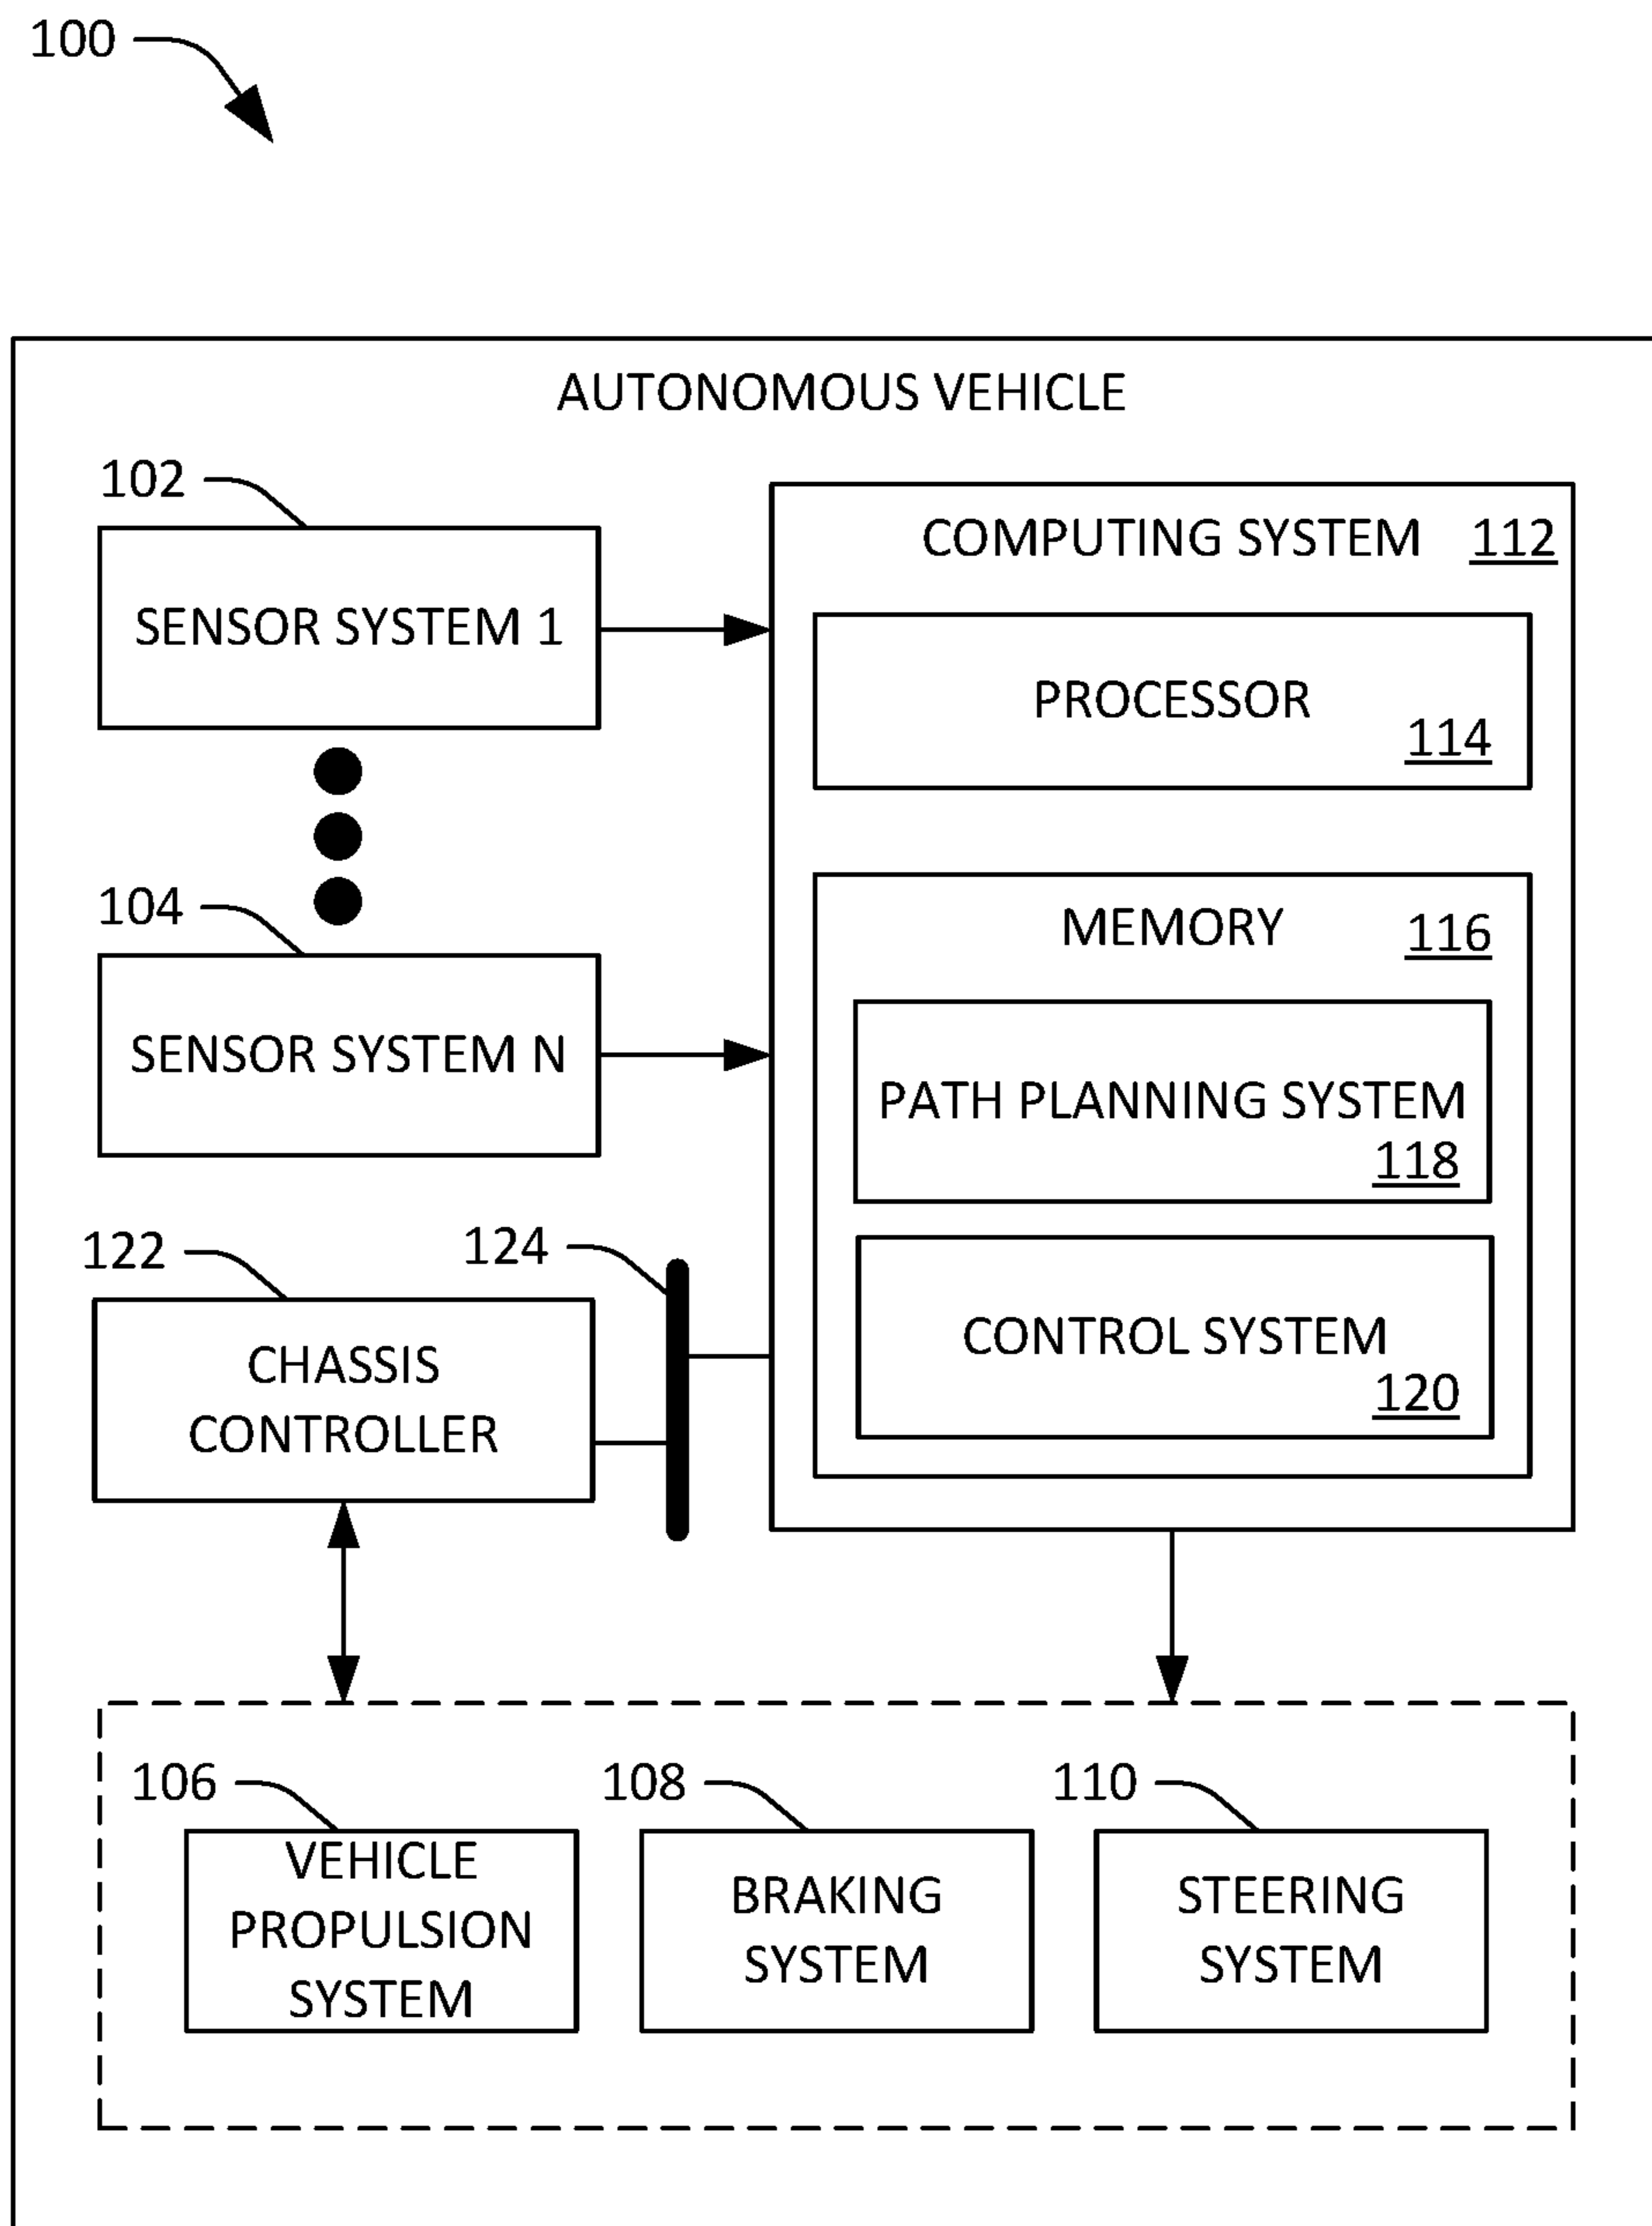 100
AUTONOMOUS VEHICLE
102
SENSOR SYSTEM 1
COMPUTING SYSTEM 112
PROCESSOR
114
104
SENSOR SYSTEM N
MEMORY 116
PATH PLANNING SYSTEM
118
122
CHASSIS
CONTROLLER
124
CONTROL SYSTEM
120
106
VEHICLE
PROPULSION
SYSTEM
108
BRAKING
SYSTEM
110
STEERING
SYSTEM